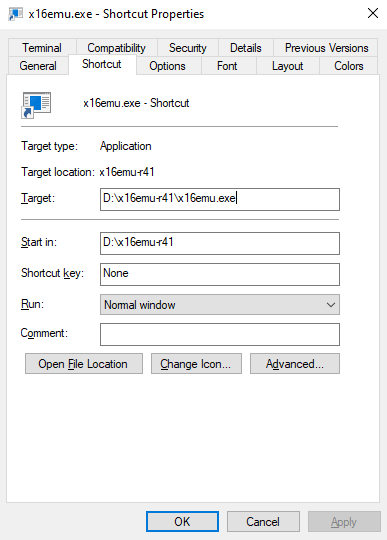 x16emu.exe - Shortcut Properties
Terminal Compatibility Security Details Previous Versions
General Shortcut Options Font Layout Colors
x16emu.exe - Shortcut
Target type: Application
Target location: x16emu-r41
Target: D:\x16emu-r41\x16emu.exe
Start in: D:\x16emu-r41
Shortcut key: None
Run: Normal window
Comment:
Open File Location Change Icon... Advanced...
OK Cancel Apply